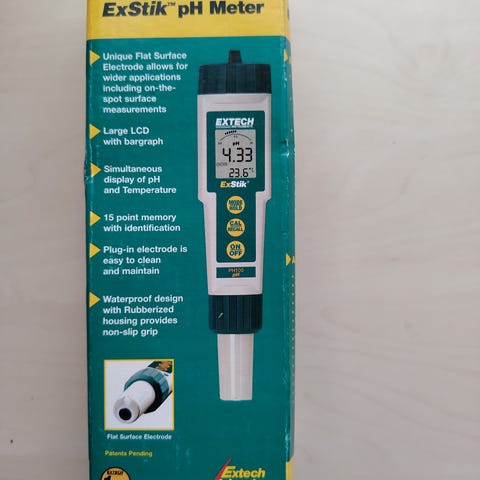 ExStik™ pH Meter
Unique Flat Surface
Electrode allows for
wider applications
including on-the-
spot surface
measurements
Large LCD
with bargraph
Simultaneous
display of pH
and Temperature
15 point memory
with identification
Plug-in electrode is
easy to clean
and maintain
Waterproof design
with Rubberized
housing provides
non-slip grip
Flat Surface Electrode
Patents Pending
EXTECH
pH
4.33
23.6°
ExStik®
MODE
HOLD
CAL
RECALL
ON
OFF
PH100
pH
Extech